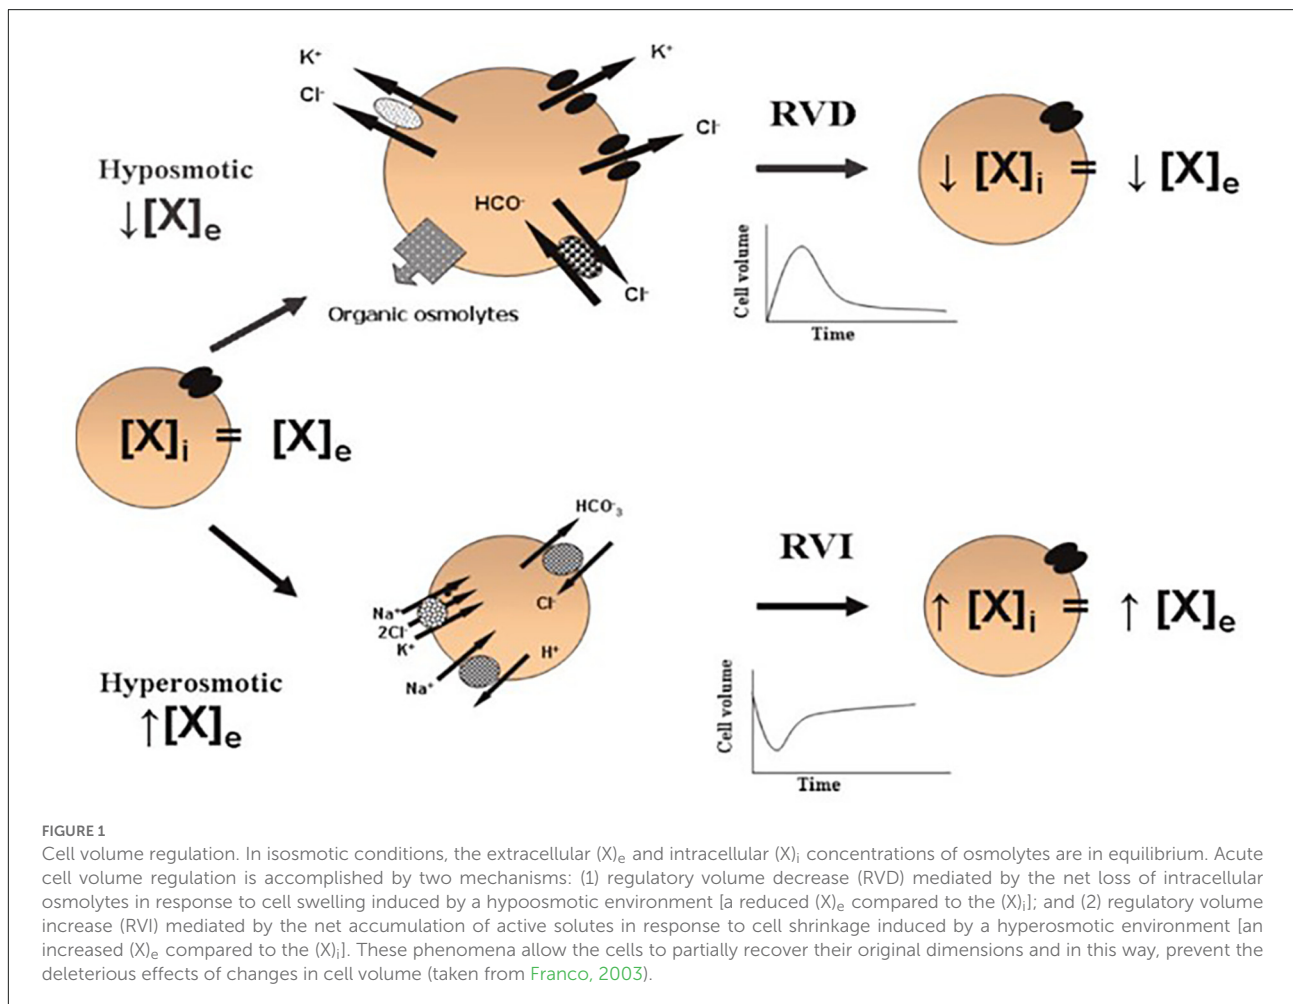 K⁺
Cl⁻
K⁺
Cl⁻
RVD
Hyposmotic
↓[X]ₑ
HCO⁻
Cl⁻
Organic osmolytes
↓ [X]ᵢ = ↓ [X]ₑ
Cell volume
Time
[X]ᵢ = [X]ₑ
HCO⁻₃
Cl⁻
Na⁺
2Cl⁻
K⁺
Na⁺
H⁺
RVI
Hyperosmotic
↑[X]ₑ
↑ [X]ᵢ = ↑ [X]ₑ
Cell volume
Time
FIGURE 1
Cell volume regulation. In isosmotic conditions, the extracellular (X)ₑ and intracellular (X)ᵢ concentrations of osmolytes are in equilibrium. Acute
cell volume regulation is accomplished by two mechanisms: (1) regulatory volume decrease (RVD) mediated by the net loss of intracellular
osmolytes in response to cell swelling induced by a hypoosmotic environment [a reduced (X)ₑ compared to the (X)ᵢ]; and (2) regulatory volume
increase (RVI) mediated by the net accumulation of active solutes in response to cell shrinkage induced by a hyperosmotic environment [an
increased (X)ₑ compared to the (X)ᵢ]. These phenomena allow the cells to partially recover their original dimensions and in this way, prevent the
deleterious effects of changes in cell volume (taken from Franco, 2003).